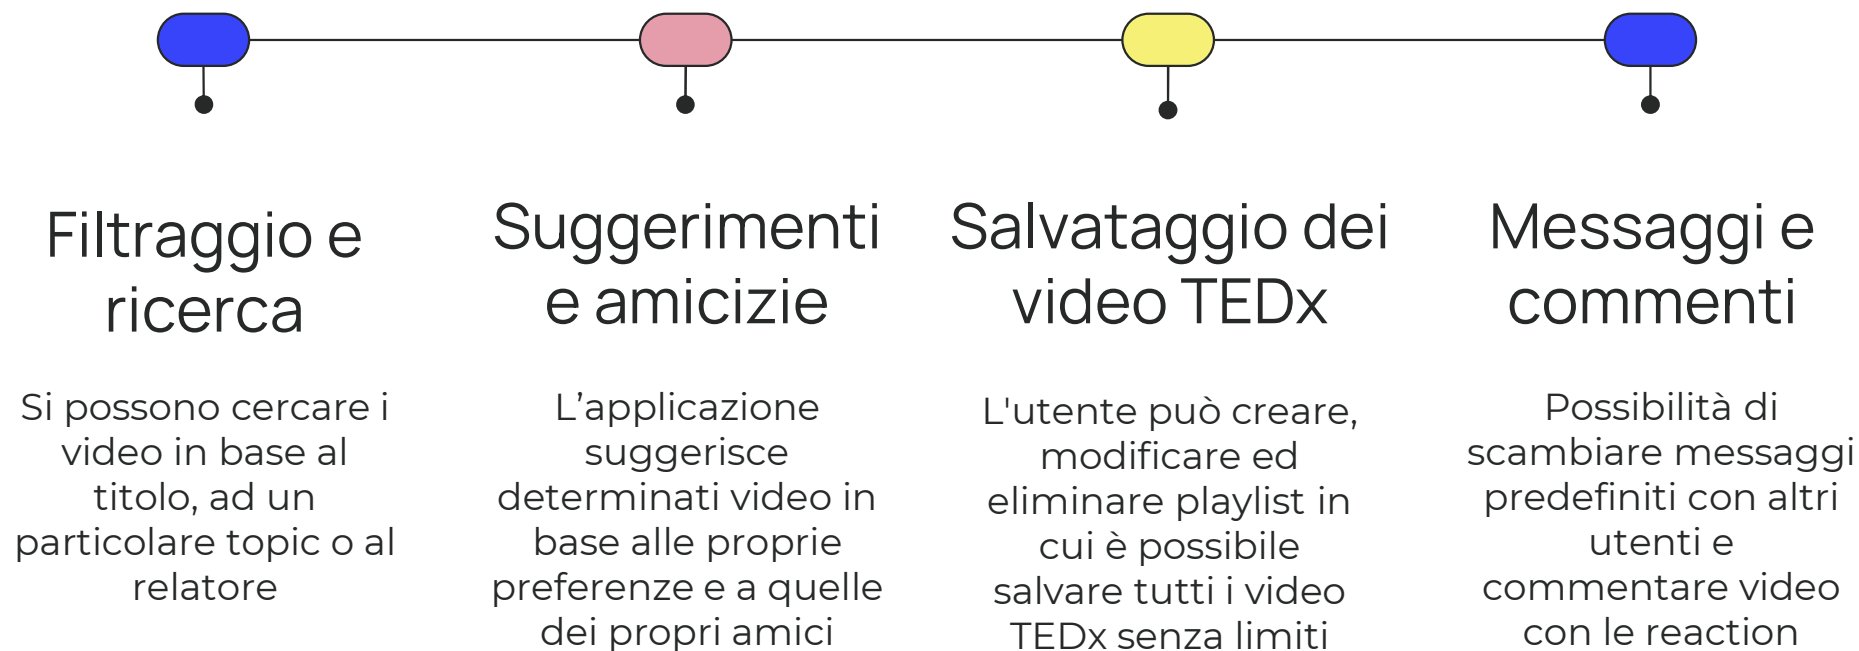 Filtraggio e
ricerca
Si possono cercare i
video in base al
titolo, ad un
particolare topic o al
relatore
Suggerimenti
e amicizie
L’applicazione
suggerisce
determinati video in
base alle proprie
preferenze e a quelle
dei propri amici
Salvataggio dei
video TEDx
L'utente può creare,
modificare ed
eliminare playlist in
cui è possibile
salvare tutti i video
TEDx senza limiti
Messaggi e
commenti
Possibilità di
scambiare messaggi
predefiniti con altri
utenti e
commentare video
con le reaction